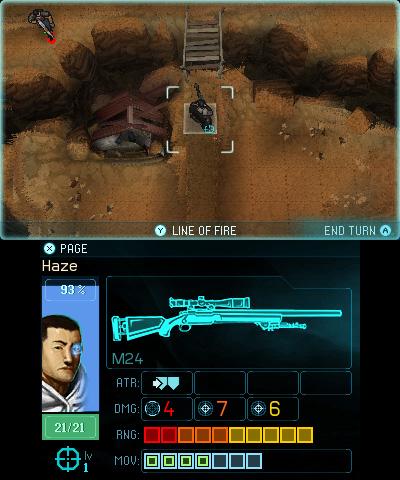 Y LINE OF FIRE END TURN A
X PAGE
Haze
93 %
M24
ATR:
DMG: 4 7 6
21/21
RNG:
lv
1
MOV: